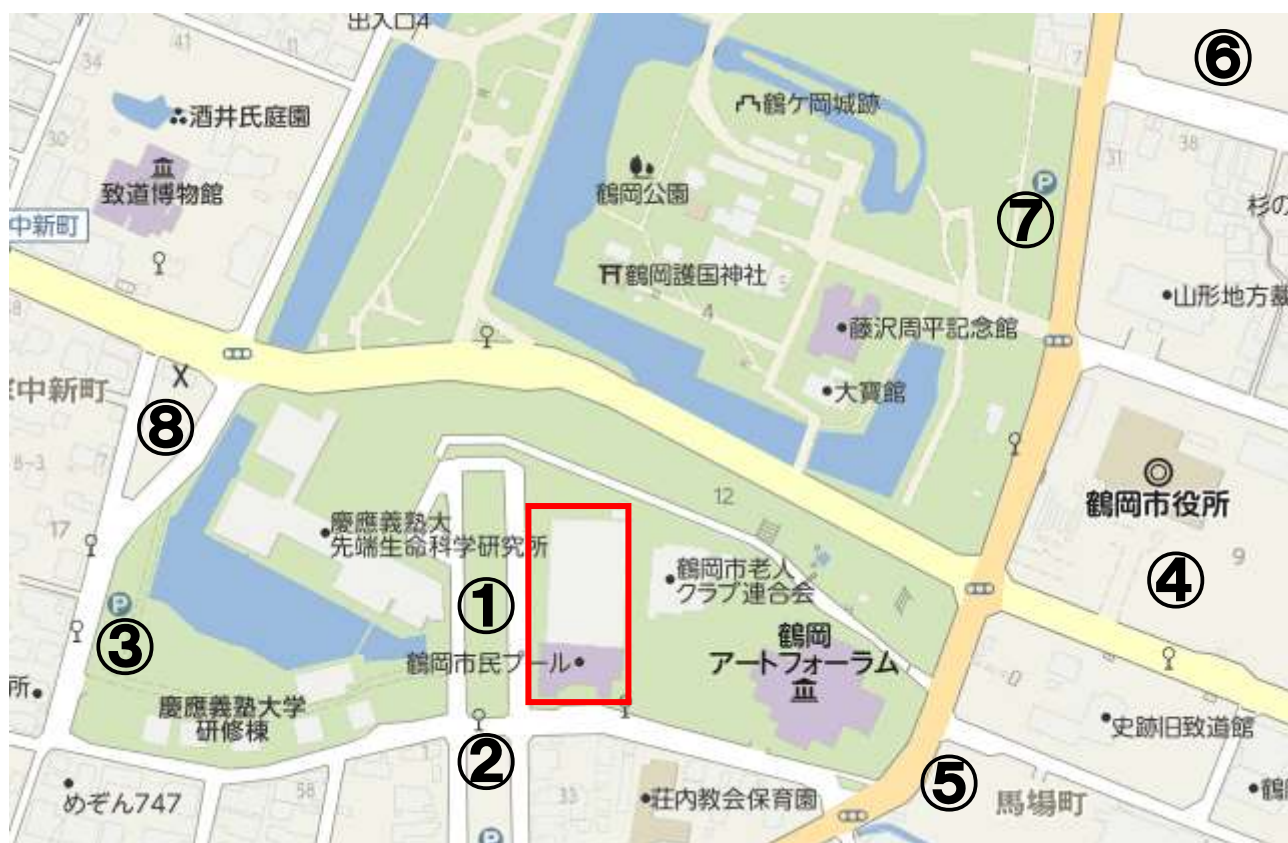 出入口4
41
11
34
酒井氏庭園
30
致道博物館
中新町
鶴ケ岡城跡
鶴岡公園
鶴岡護国神社
4
藤沢周平記念館
大寶館
7
⑥
38
31
P
⑦
杉の
山形地方
中新町
⑧
8-3
7
17
慶應義塾大
先端生命科学研究所
12
鶴岡市役所
9
④
①
鶴岡市老人
クラブ連合会
P
③
鶴岡市民プール
鶴岡
アートフォーラム
所
慶應義塾大学
研修棟
②
史跡旧致道館
めぞん747
58
33
荘内教会保育園
⑤
馬場町
鶴
P